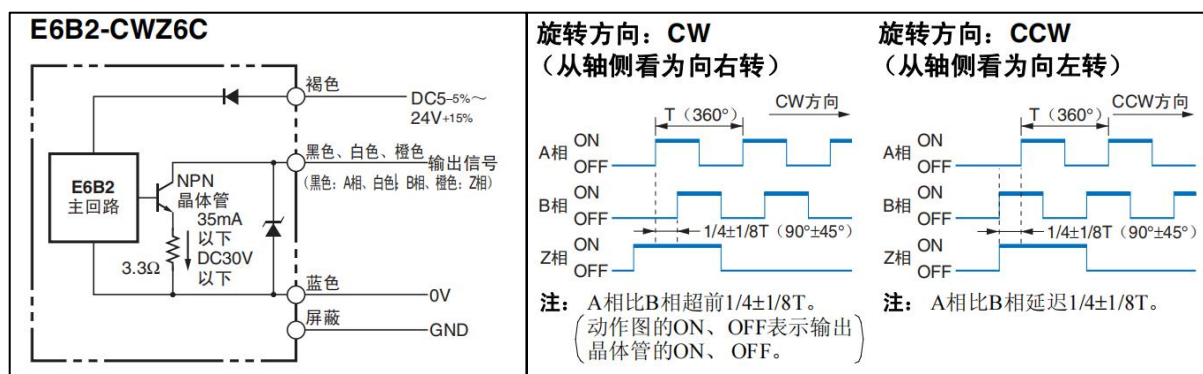 E6B2-CWZ6C
褐色
DC5-5%～
24V+15%
黑色、白色、橙色
输出信号
(黑色：A相、白色：B相、橙色：Z相)
E6B2
主回路
NPN
晶体管
35mA
以下
DC30V
以下
3.3Ω
蓝色
0V
屏蔽
GND
旋转方向：CW
（从轴侧看为向右转）
CW方向
T（360°）
A相
ON
OFF
B相
ON
OFF
1/4±1/8T（90°±45°）
Z相
ON
OFF
注： A相比B相超前1/4±1/8T。
(动作图的ON、OFF表示输出
晶体管的ON、 OFF。)
旋转方向：CCW
（从轴侧看为向左转）
CCW方向
T（360°）
A相
ON
OFF
B相
ON
OFF
1/4±1/8T（90°±45°）
Z相
ON
OFF
注： A相比B相延迟1/4±1/8T。